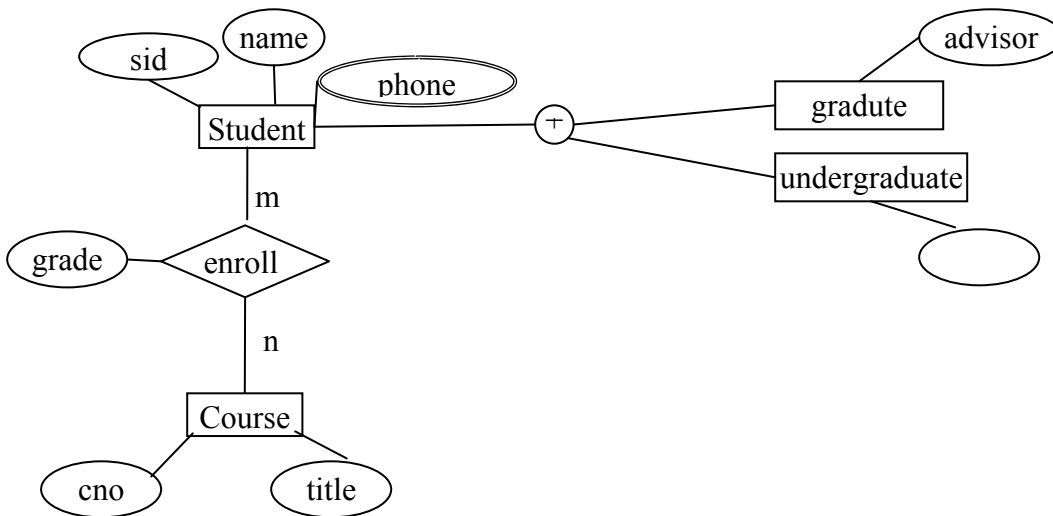 name
advisor
sid
phone
gradute
Student
+
undergraduate
m
grade
enroll
n
Course
cno
title